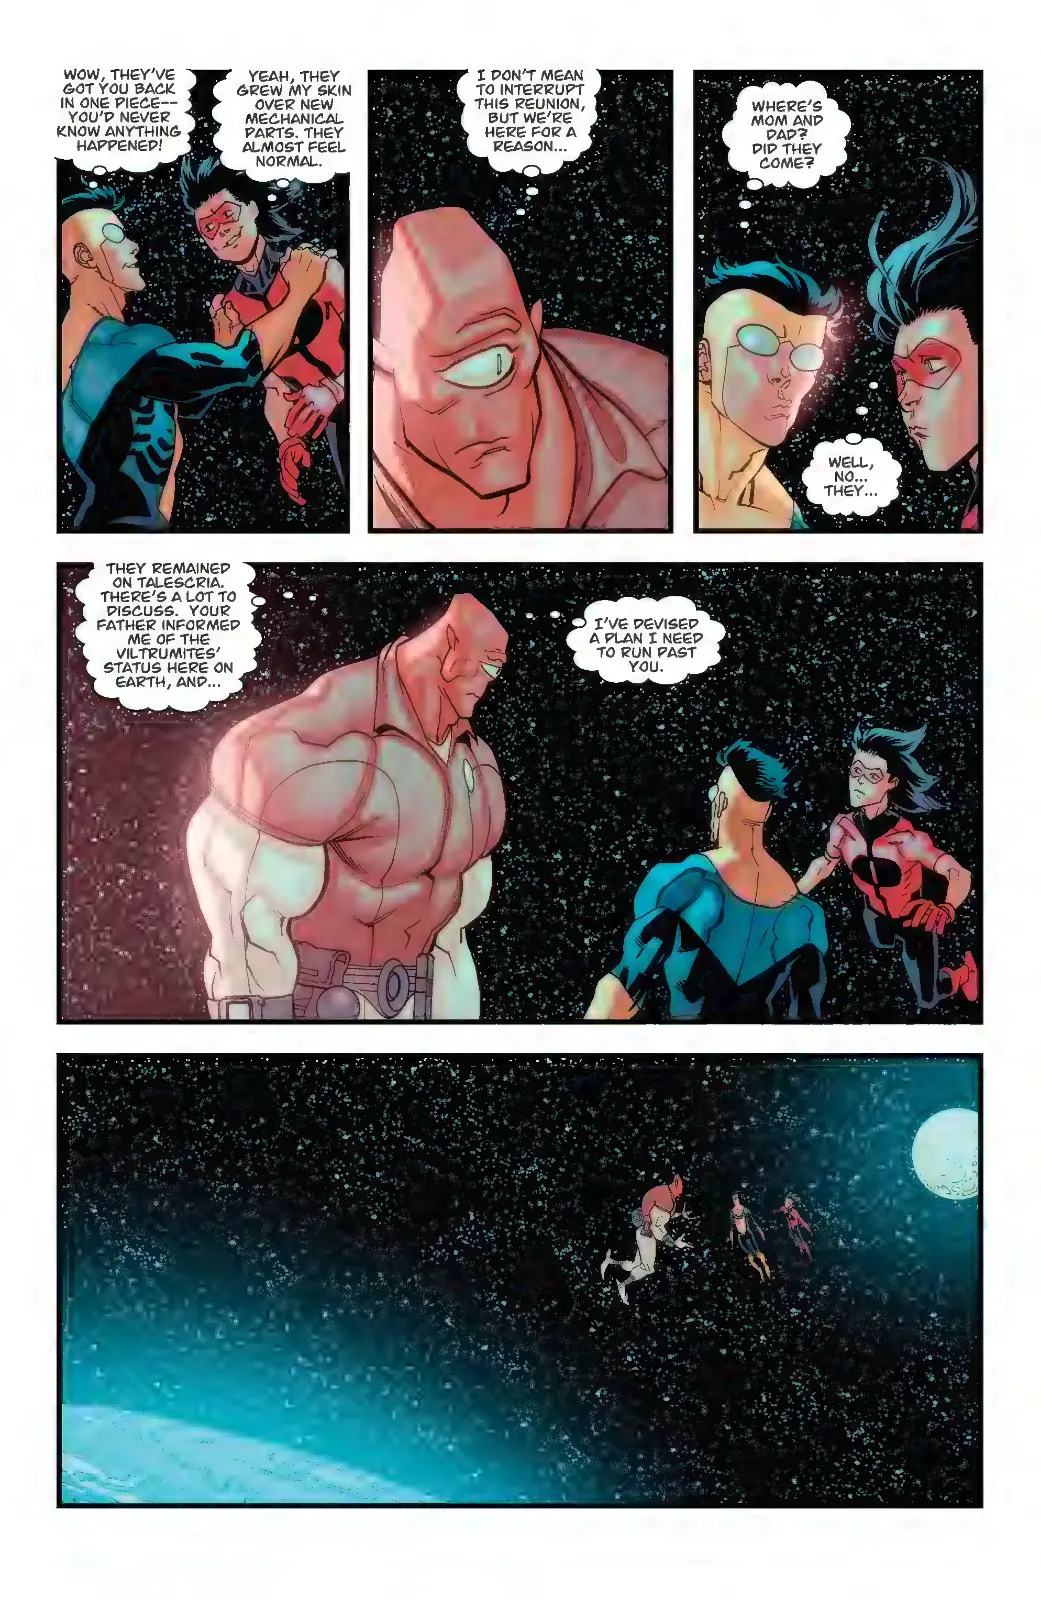 WOW, THEY'VE
GOT YOU BACK
IN ONE PIECE--
YOU'D NEVER
KNOW ANYTHING
HAPPENED!
YEAH, THEY
GREW MY SKIN
OVER NEW
MECHANICAL
PARTS. THEY
ALMOST FEEL
NORMAL.
I DON'T MEAN
TO INTERRUPT
THIS REUNION,
BUT WE'RE
HERE FOR A
REASON...
WHERE'S
MOM AND
DAD?
DID THEY
COME?
WELL,
NO...
THEY...
THEY REMAINED
ON TALESCRIA.
THERE'S A LOT TO
DISCUSS. YOUR
FATHER INFORMED
ME OF THE
VILTRUMITES'
STATUS HERE ON
EARTH, AND...
I'VE DEVISED
A PLAN I NEED
TO RUN PAST
YOU.